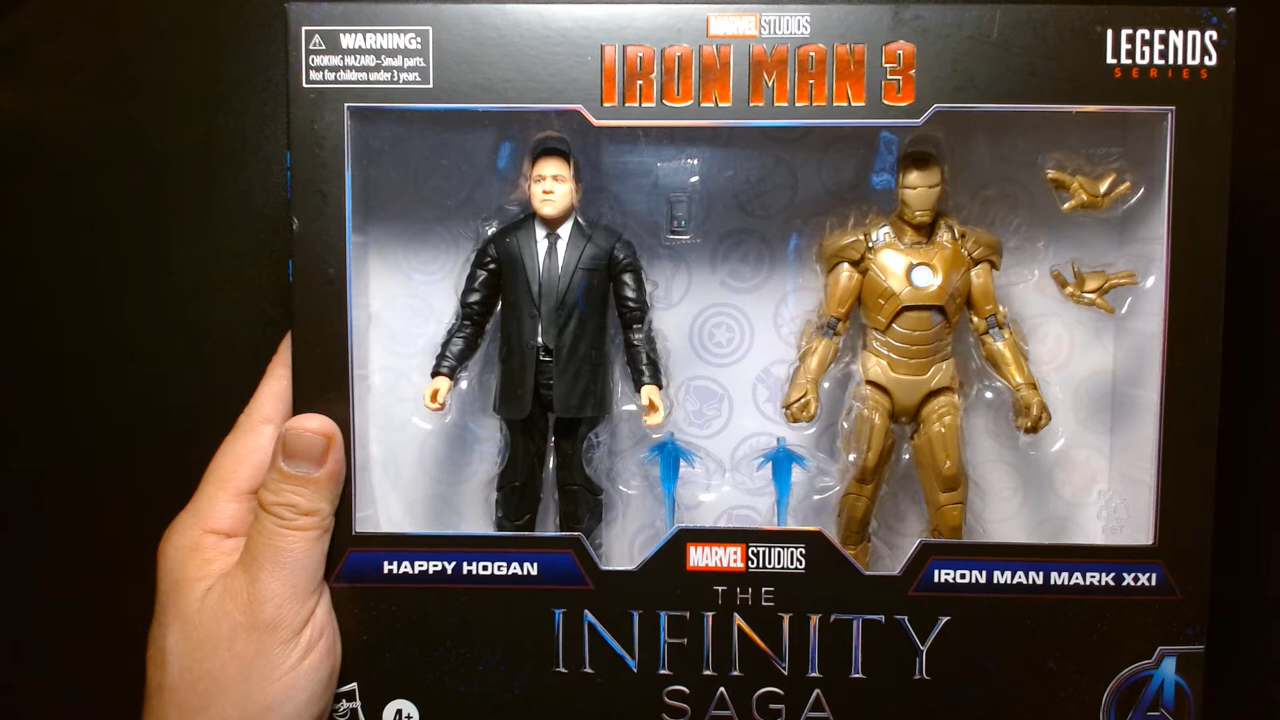 WARNING:
CHOKING HAZARD–Small parts.
Not for children under 3 years.
MARVEL STUDIOS
IRON MAN 3
LEGENDS
SERIES
HAPPY HOGAN
MARVEL STUDIOS
IRON MAN MARK XXI
THE
INFINITY
SAGA
4+